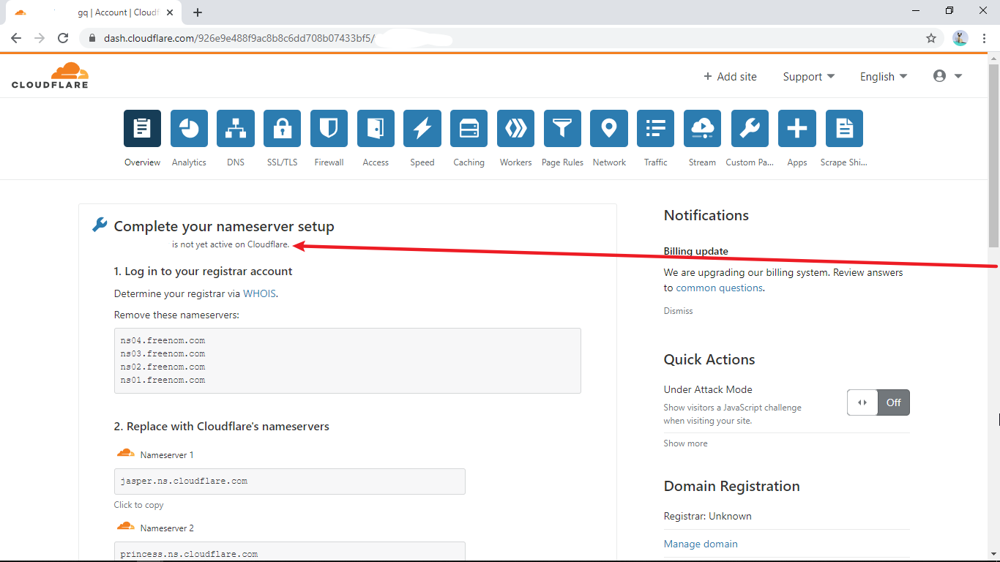 gq | Account | Cloudf
dash.cloudflare.com/926e9e488f9ac8b8c6dd708b07433bf5/
CLOUDFLARE
+ Add site
Support
English
Overview
Analytics
DNS
SSL/TLS
Firewall
Access
Speed
Caching
Workers
Page Rules
Network
Traffic
Stream
Custom Pa...
Apps
Scrape Shi...
Complete your nameserver setup
is not yet active on Cloudflare.
1. Log in to your registrar account
Determine your registrar via WHOIS.
Remove these nameservers:
ns04.freenom.com
ns03.freenom.com
ns02.freenom.com
ns01.freenom.com
2. Replace with Cloudflare's nameservers
Nameserver 1
jasper.ns.cloudflare.com
Click to copy
Nameserver 2
princess.ns.cloudflare.com
Notifications
Billing update
We are upgrading our billing system. Review answers
to common questions.
Dismiss
Quick Actions
Under Attack Mode
Off
Show visitors a JavaScript challenge
when visiting your site.
Show more
Domain Registration
Registrar: Unknown
Manage domain